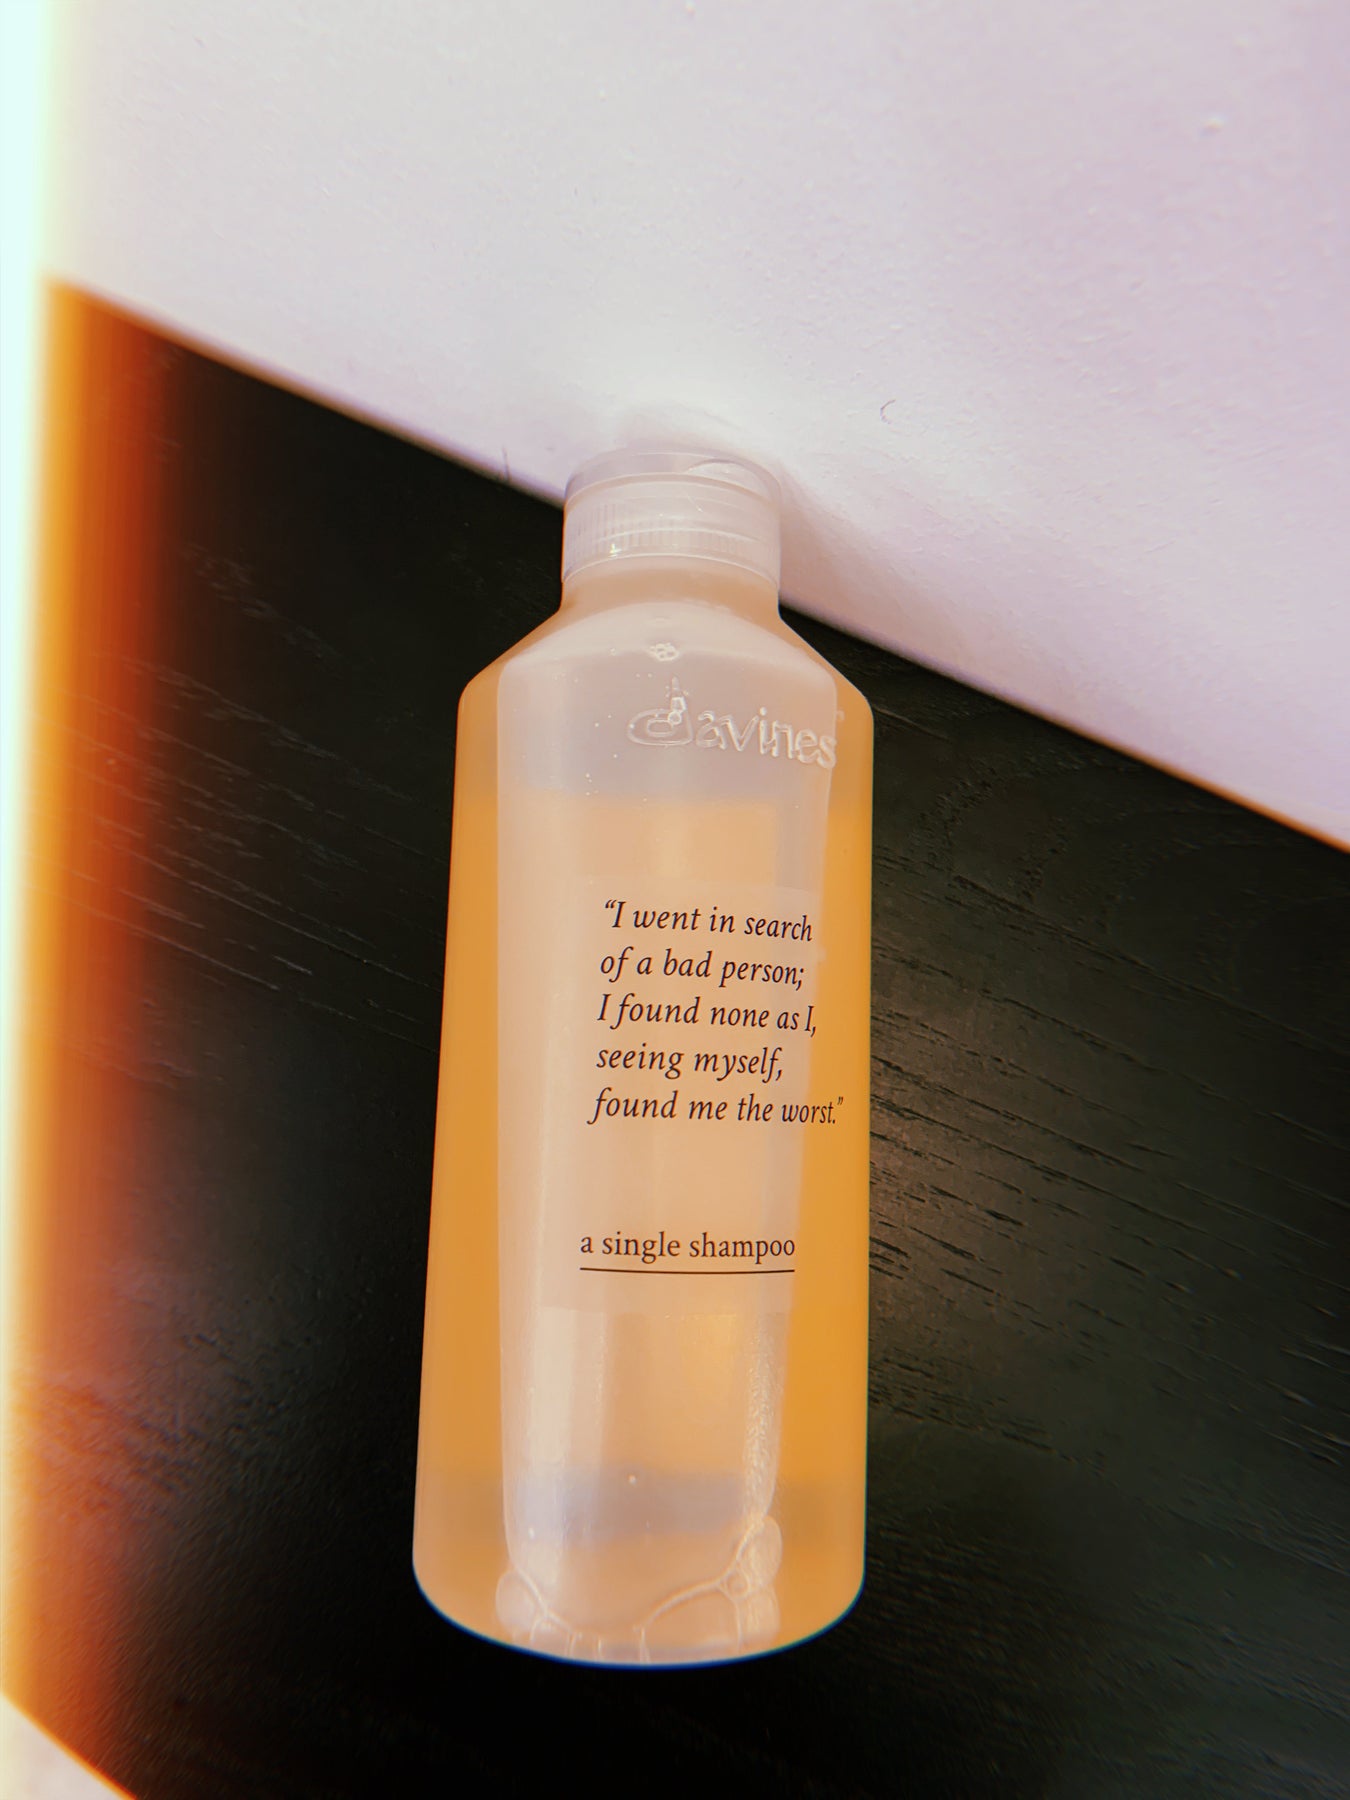 davines
“I went in search
of a bad person;
I found none as I,
seeing myself,
found me the worst.”
a single shampoo